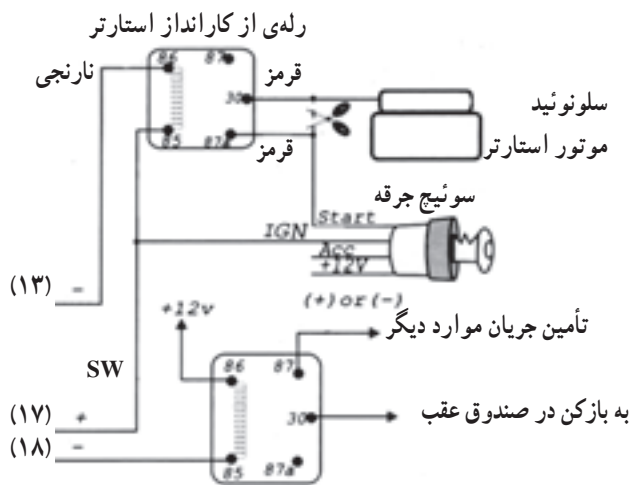 رله‌ی از کارانداز استارتر
86
87
نارنجی
قرمز
30
85
87a
قرمز
سلونوئید
موتور استارتر
سوئیچ جرقه
Start
IGN
Acc
+12V
(۱۳) -
(+) or (-)
+12v
تأمین جریان موارد دیگر
SW
86
87
30
به بازکن در صندوق عقب
(۱۷) +
(۱۸) -
85
87a